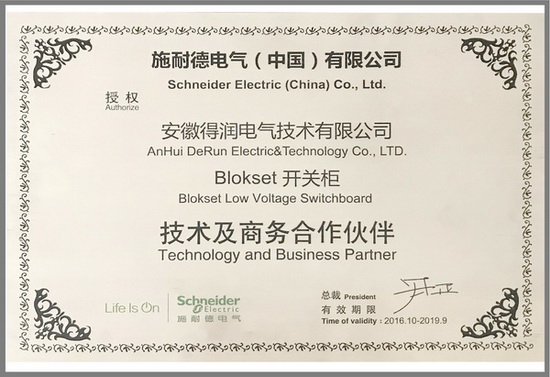 施耐德电气（中国）有限公司
Schneider Electric (China) Co., Ltd.
授 权
Authorize
安徽得润电气技术有限公司
AnHui DeRun Electric&Technology Co., LTD.
Blokset 开关柜
Blokset Low Voltage Switchboard
技术及商务合作伙伴
Technology and Business Partner
总裁 President
有 效 期 限
Time of validity : 2016.10-2019.9
Life Is On
Schneider
Electric
施耐德电气